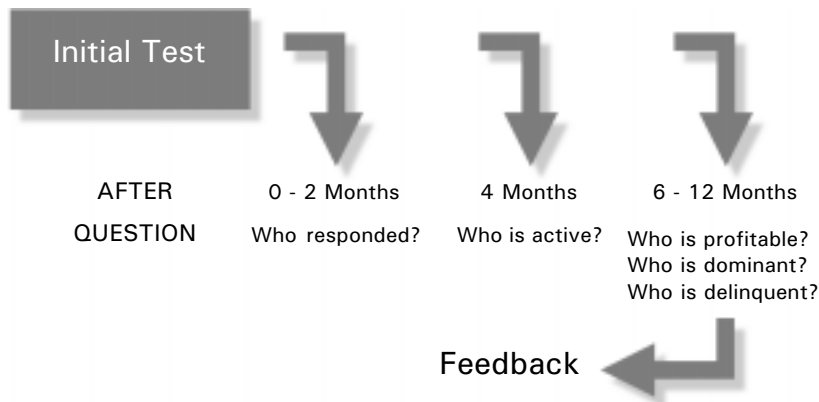 Initial Test
AFTER 0 - 2 Months 4 Months 6 - 12 Months
QUESTION Who responded? Who is active? Who is profitable?
Who is dominant?
Who is delinquent?
Feedback